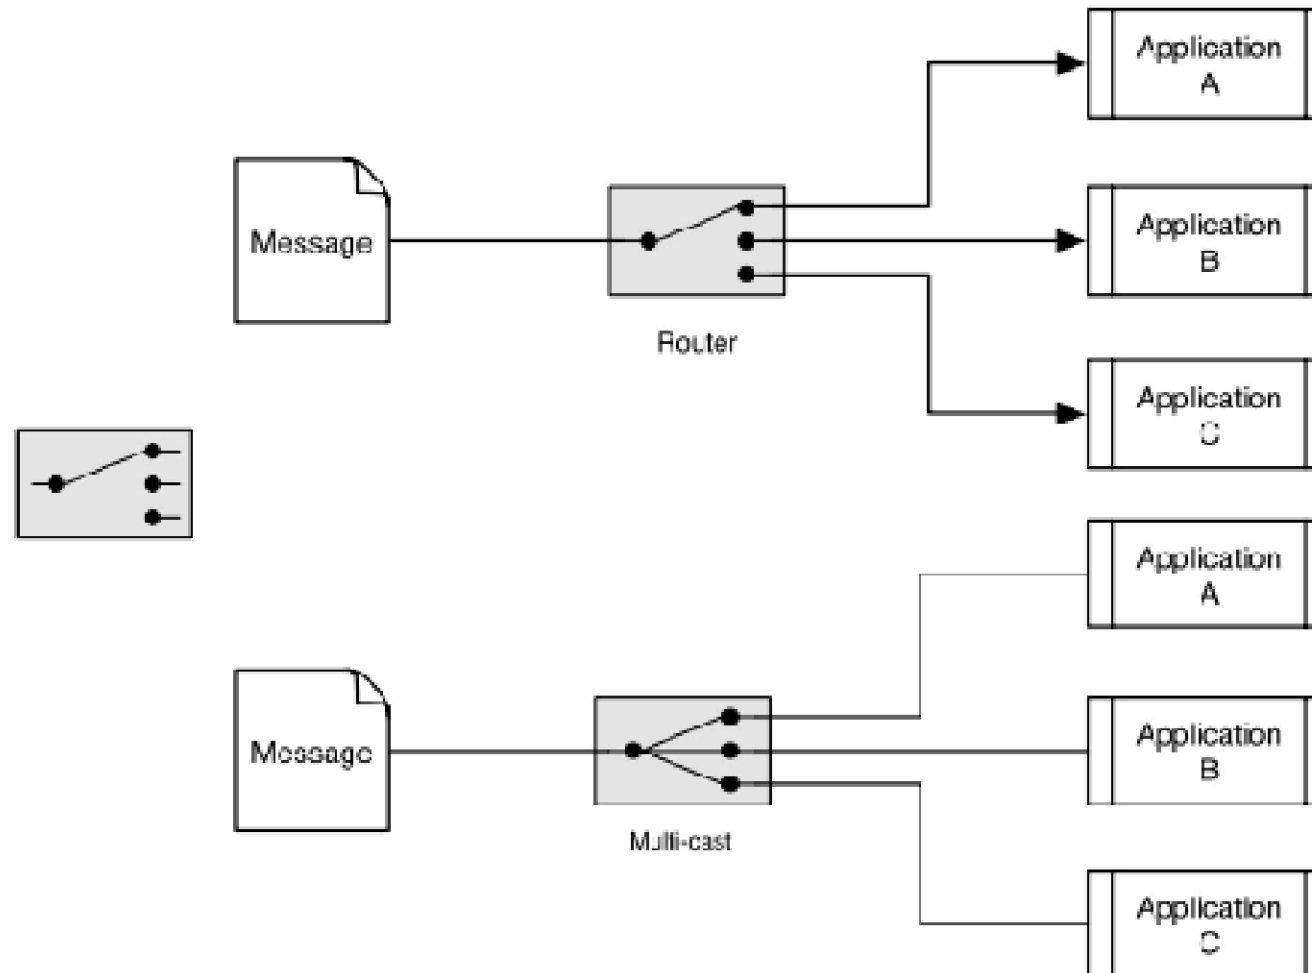 Application
A
Message
Application
B
Router
Application
C
Application
A
Message
Application
B
Multi-cast
Application
C